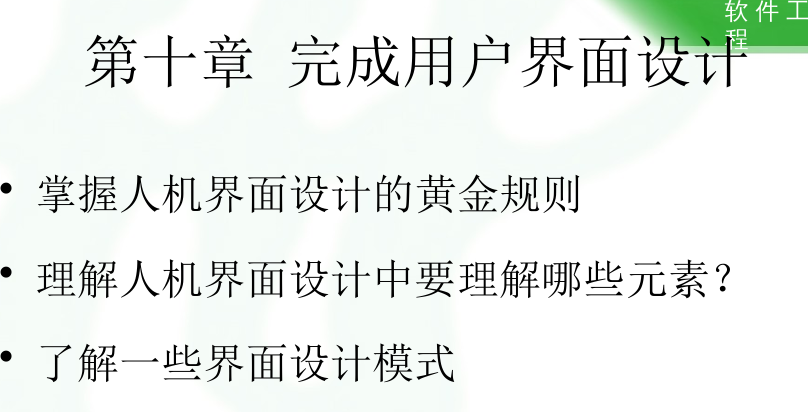 软件工
程
第十章 完成用户界面设计
• 掌握人机界面设计的黄金规则
• 理解人机界面设计中要理解哪些元素？
• 了解一些界面设计模式